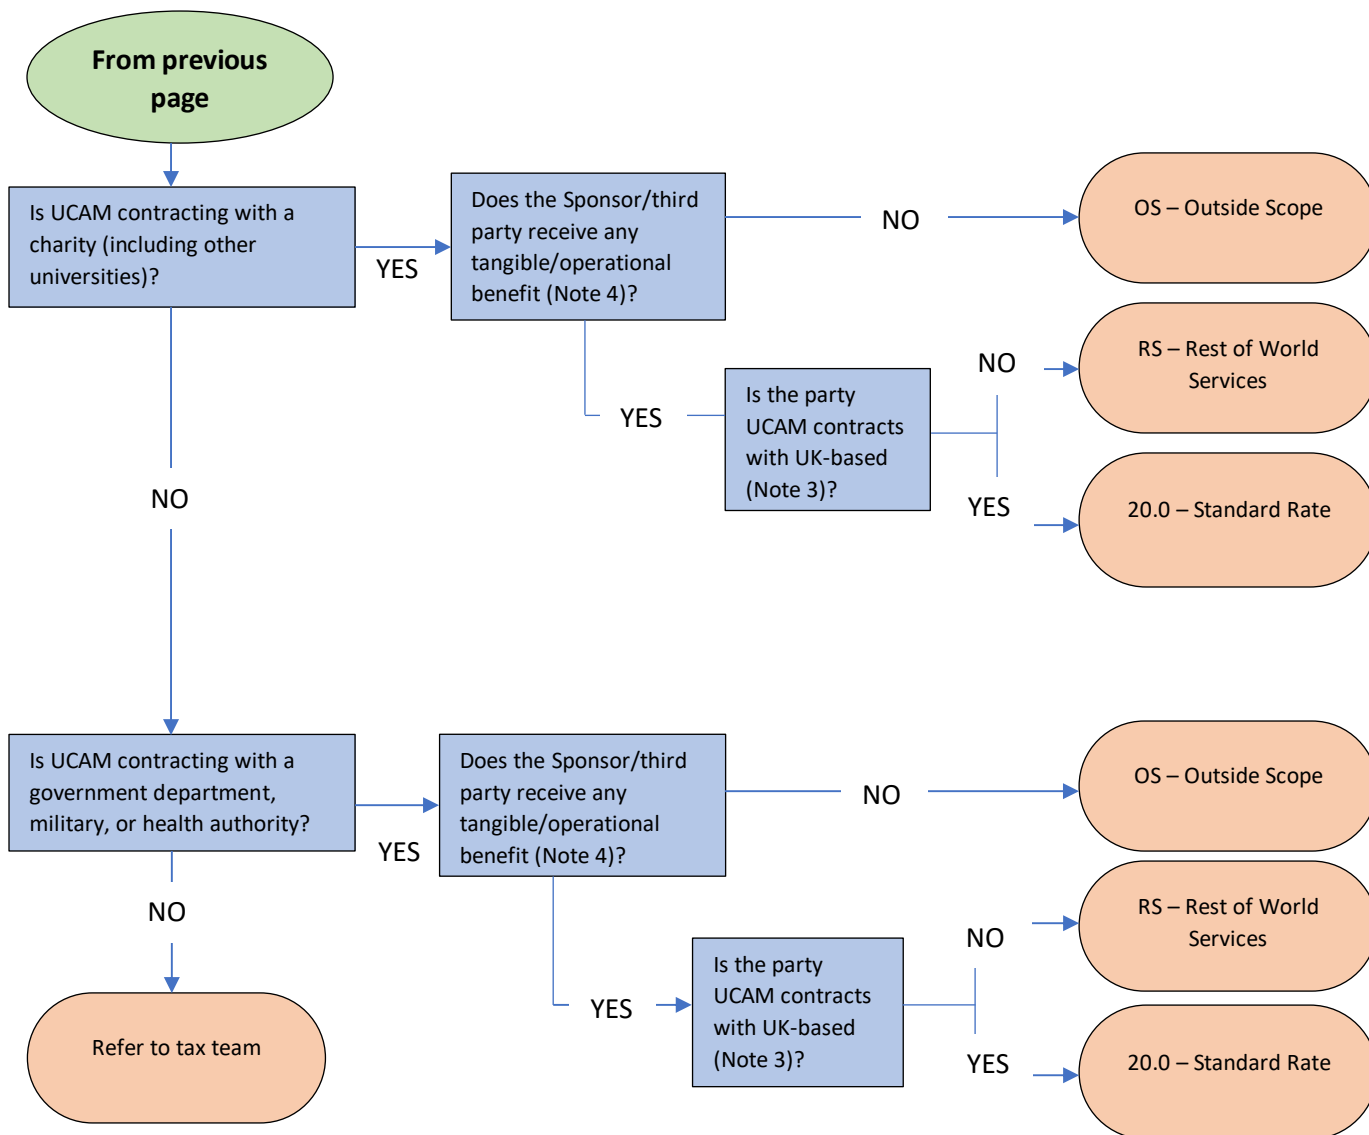 From previous
page
Is UCAM contracting with a
charity (including other
universities)?
YES
Does the Sponsor/third
party receive any
tangible/operational
benefit (Note 4)?
NO
OS – Outside Scope
YES
Is the party
UCAM contracts
with UK-based
(Note 3)?
NO
RS – Rest of World
Services
YES
20.0 – Standard Rate
NO
Is UCAM contracting with a
government department,
military, or health authority?
YES
Does the Sponsor/third
party receive any
tangible/operational
benefit (Note 4)?
NO
OS – Outside Scope
YES
Is the party
UCAM contracts
with UK-based
(Note 3)?
NO
RS – Rest of World
Services
YES
20.0 – Standard Rate
NO
Refer to tax team